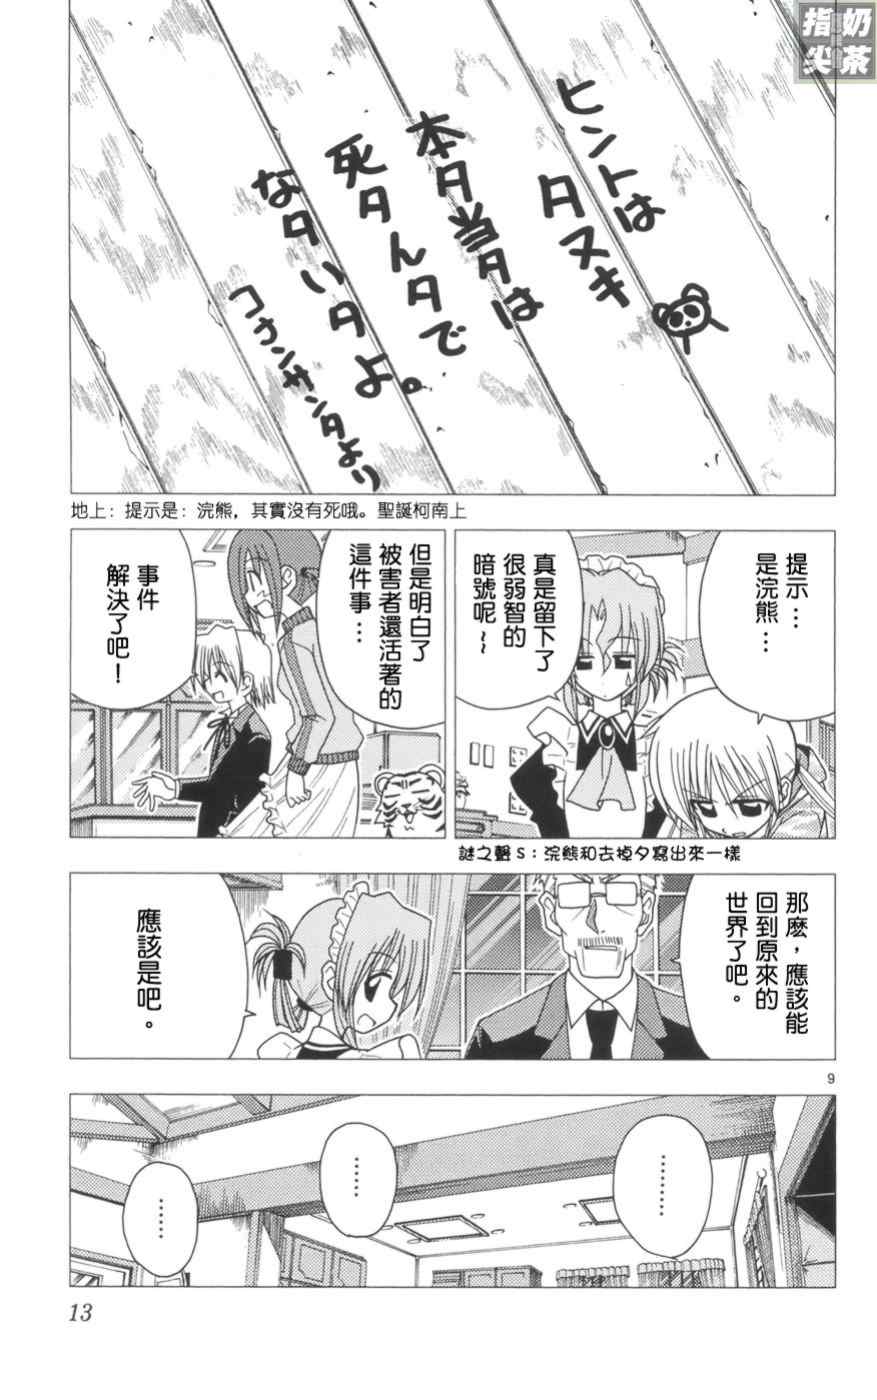 指奶
尖茶
ヒントは
タヌキ
本タ当タは
死タんタで
なタいタよ。
コウンサンタより
地上：提示是：浣熊，其實沒有死哦。聖誕柯南上
提示…
是浣熊…
真是留下了
很弱智的
暗號呢~
但是明白了
被害者還活著的
這件事…
事件
解決了吧！
謎之聲S：浣熊和去掉夕寫出來一樣
那麼，應該能
回到原來的
世界了吧。
應該是吧。
9
……
……
……
13